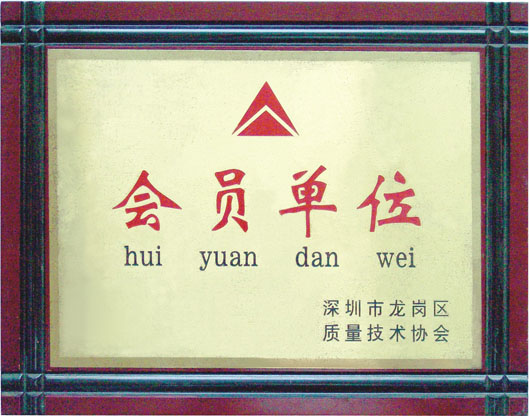 会员单位
hui yuan dan wei
深圳市龙岗区
质量技术协会